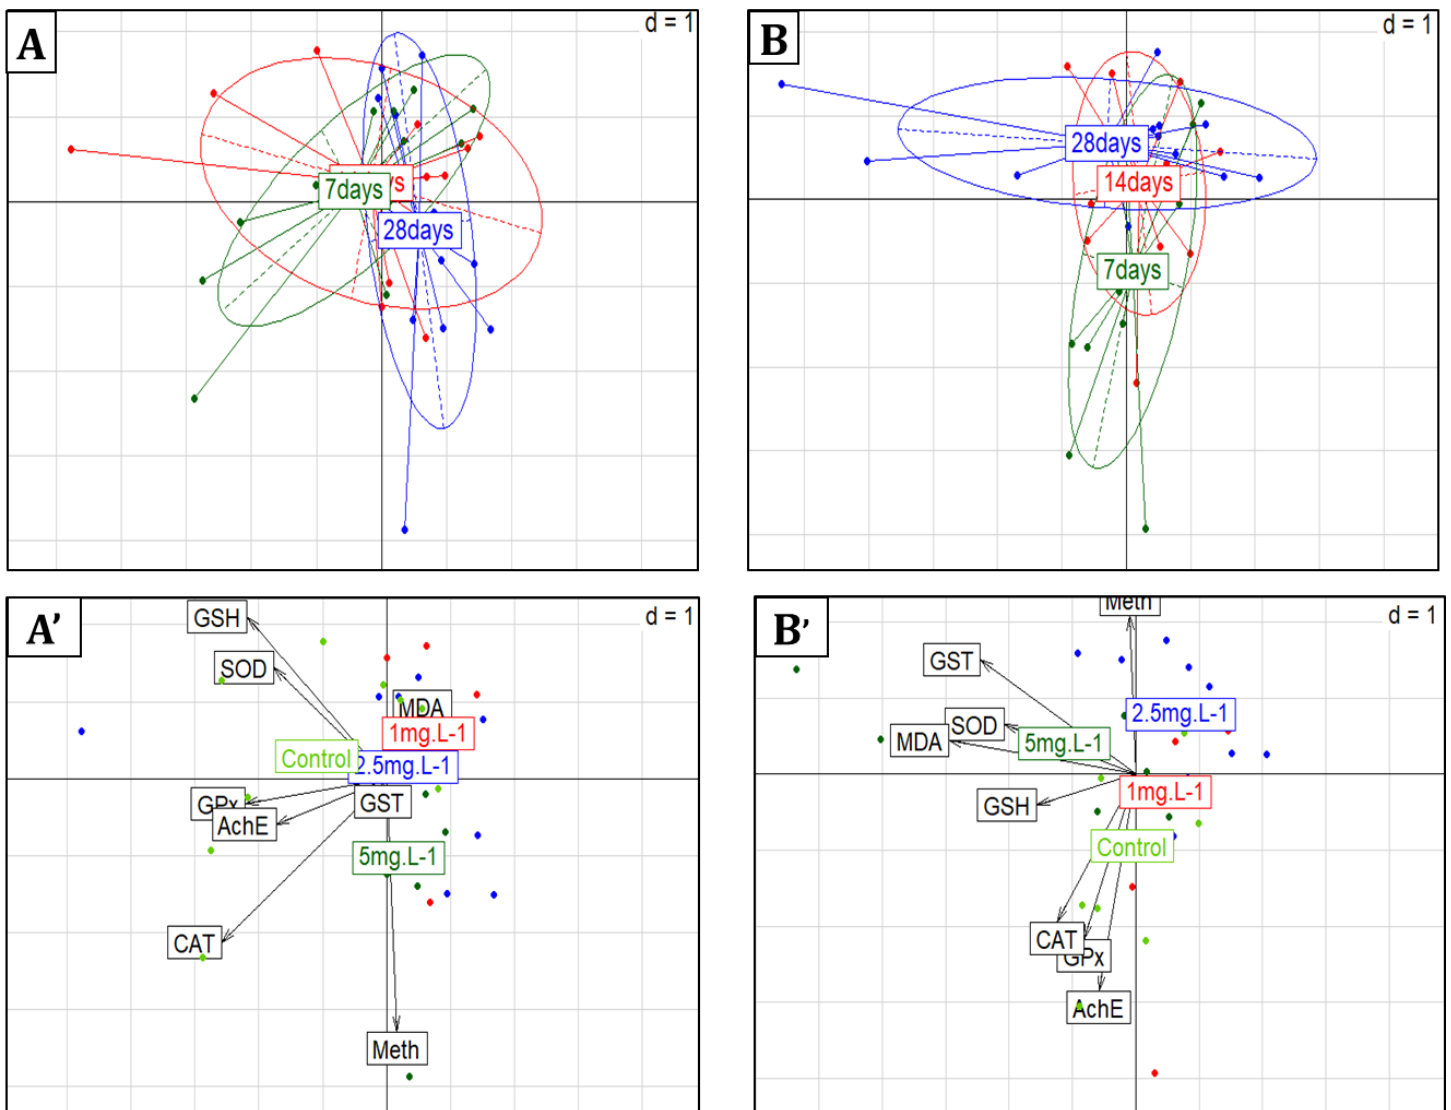 A
d = 1
7days
28days
B
d = 1
28days
14days
7days
A’
d = 1
GSH
SOD
MDA
1mg.L-1
Control
2.5mg.L-1
GPx
GST
AchE
5mg.L-1
CAT
Meth
B’
d = 1
Meth
GST
2.5mg.L-1
SOD
MDA
5mg.L-1
1mg.L-1
GSH
Control
CAT
GPx
AchE